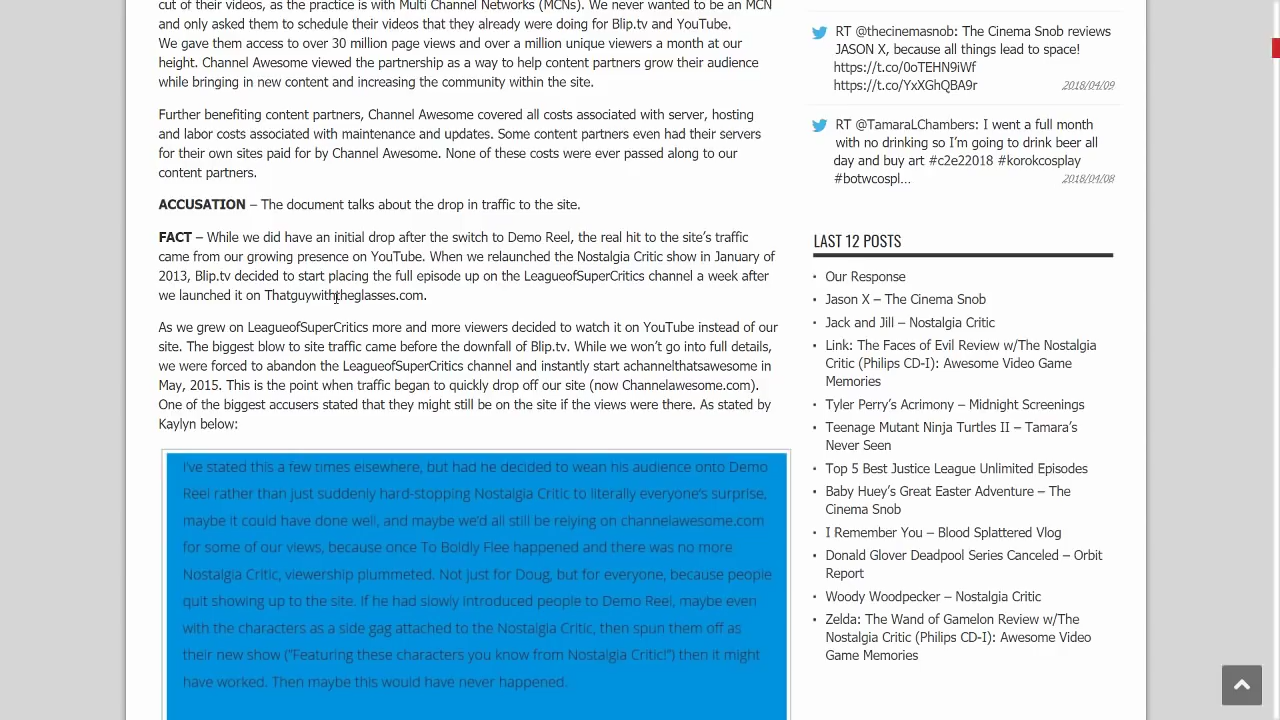 cut of their videos, as the practice is with Multi Channel Networks (MCNs). We never wanted to be an MCN
and only asked them to schedule their videos that they already were doing for Blip.tv and YouTube.
We gave them access to over 30 million page views and over a million unique viewers a month at our
height. Channel Awesome viewed the partnership as a way to help content partners grow their audience
while bringing in new content and increasing the community within the site.
Further benefiting content partners, Channel Awesome covered all costs associated with server, hosting
and labor costs associated with maintenance and updates. Some content partners even had their servers
for their own sites paid for by Channel Awesome. None of these costs were ever passed along to our
content partners.
ACCUSATION – The document talks about the drop in traffic to the site.
FACT – While we did have an initial drop after the switch to Demo Reel, the real hit to the site's traffic
came from our growing presence on YouTube. When we relaunched the Nostalgia Critic show in January of
2013, Blip.tv decided to start placing the full episode up on the LeagueofSuperCritics channel a week after
we launched it on Thatguywiththeglasses.com.
As we grew on LeagueofSuperCritics more and more viewers decided to watch it on YouTube instead of our
site. The biggest blow to site traffic came before the downfall of Blip.tv. While we won't go into full details,
we were forced to abandon the LeagueofSuperCritics channel and instantly start achannelthatsawesome in
May, 2015. This is the point when traffic began to quickly drop off our site (now Channelawesome.com).
One of the biggest accusers stated that they might still be on the site if the views were there. As stated by
Kaylyn below:
I've stated this a few times elsewhere, but had he decided to wean his audience onto Demo
Reel rather than just suddenly hard-stopping Nostalgia Critic to literally everyone's surprise,
maybe it could have done well, and maybe we'd all still be relying on channelawesome.com
for some of our views, because once To Boldly Flee happened and there was no more
Nostalgia Critic, viewership plummeted. Not just for Doug, but for everyone, because people
quit showing up to the site. If he had slowly introduced people to Demo Reel, maybe even
with the characters as a side gag attached to the Nostalgia Critic, then spun them off as
their new show ("Featuring these characters you know from Nostalgia Critic!") then it might
have worked. Then maybe this would have never happened.
RT @thecinemasnob: The Cinema Snob reviews
JASON X, because all things lead to space!
https://t.co/0oTEHN9iWf
https://t.co/YxXGhQBA9r
2018/04/09
RT @TamaraLChambers: I went a full month
with no drinking so I'm going to drink beer all
day and buy art #c2e22018 #korokcosplay
#botwcospl...
2018/04/08
LAST 12 POSTS
Our Response
Jason X – The Cinema Snob
Jack and Jill – Nostalgia Critic
Link: The Faces of Evil Review w/The Nostalgia
Critic (Philips CD-I): Awesome Video Game
Memories
Tyler Perry's Acrimony – Midnight Screenings
Teenage Mutant Ninja Turtles II – Tamara's
Never Seen
Top 5 Best Justice League Unlimited Episodes
Baby Huey's Great Easter Adventure – The
Cinema Snob
I Remember You – Blood Splattered Vlog
Donald Glover Deadpool Series Canceled – Orbit
Report
Woody Woodpecker – Nostalgia Critic
Zelda: The Wand of Gamelon Review w/The
Nostalgia Critic (Philips CD-I): Awesome Video
Game Memories